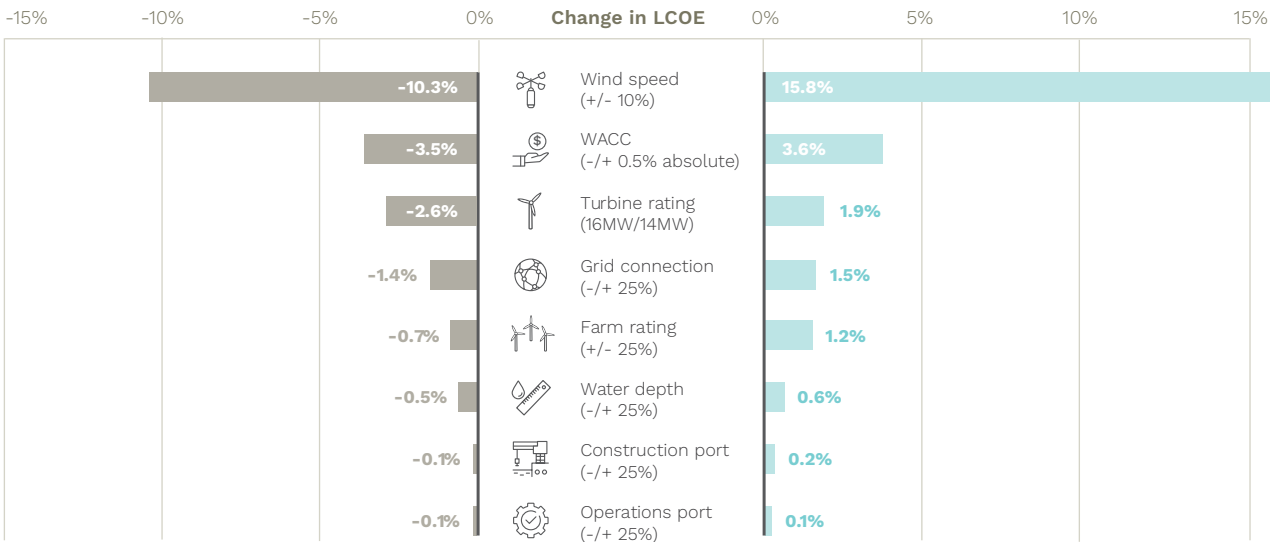 -15% -10% -5% 0% Change in LCOE 0% 5% 10% 15%
-10.3% Wind speed 15.8%
(+/- 10%)
$
-3.5% WACC 3.6%
(-/+ 0.5% absolute)
-2.6% Turbine rating 1.9%
(16MW/14MW)
-1.4% Grid connection 1.5%
(-/+ 25%)
-0.7% Farm rating 1.2%
(+/- 25%)
-0.5% Water depth 0.6%
(-/+ 25%)
-0.1% Construction port 0.2%
(-/+ 25%)
-0.1% Operations port 0.1%
(-/+ 25%)